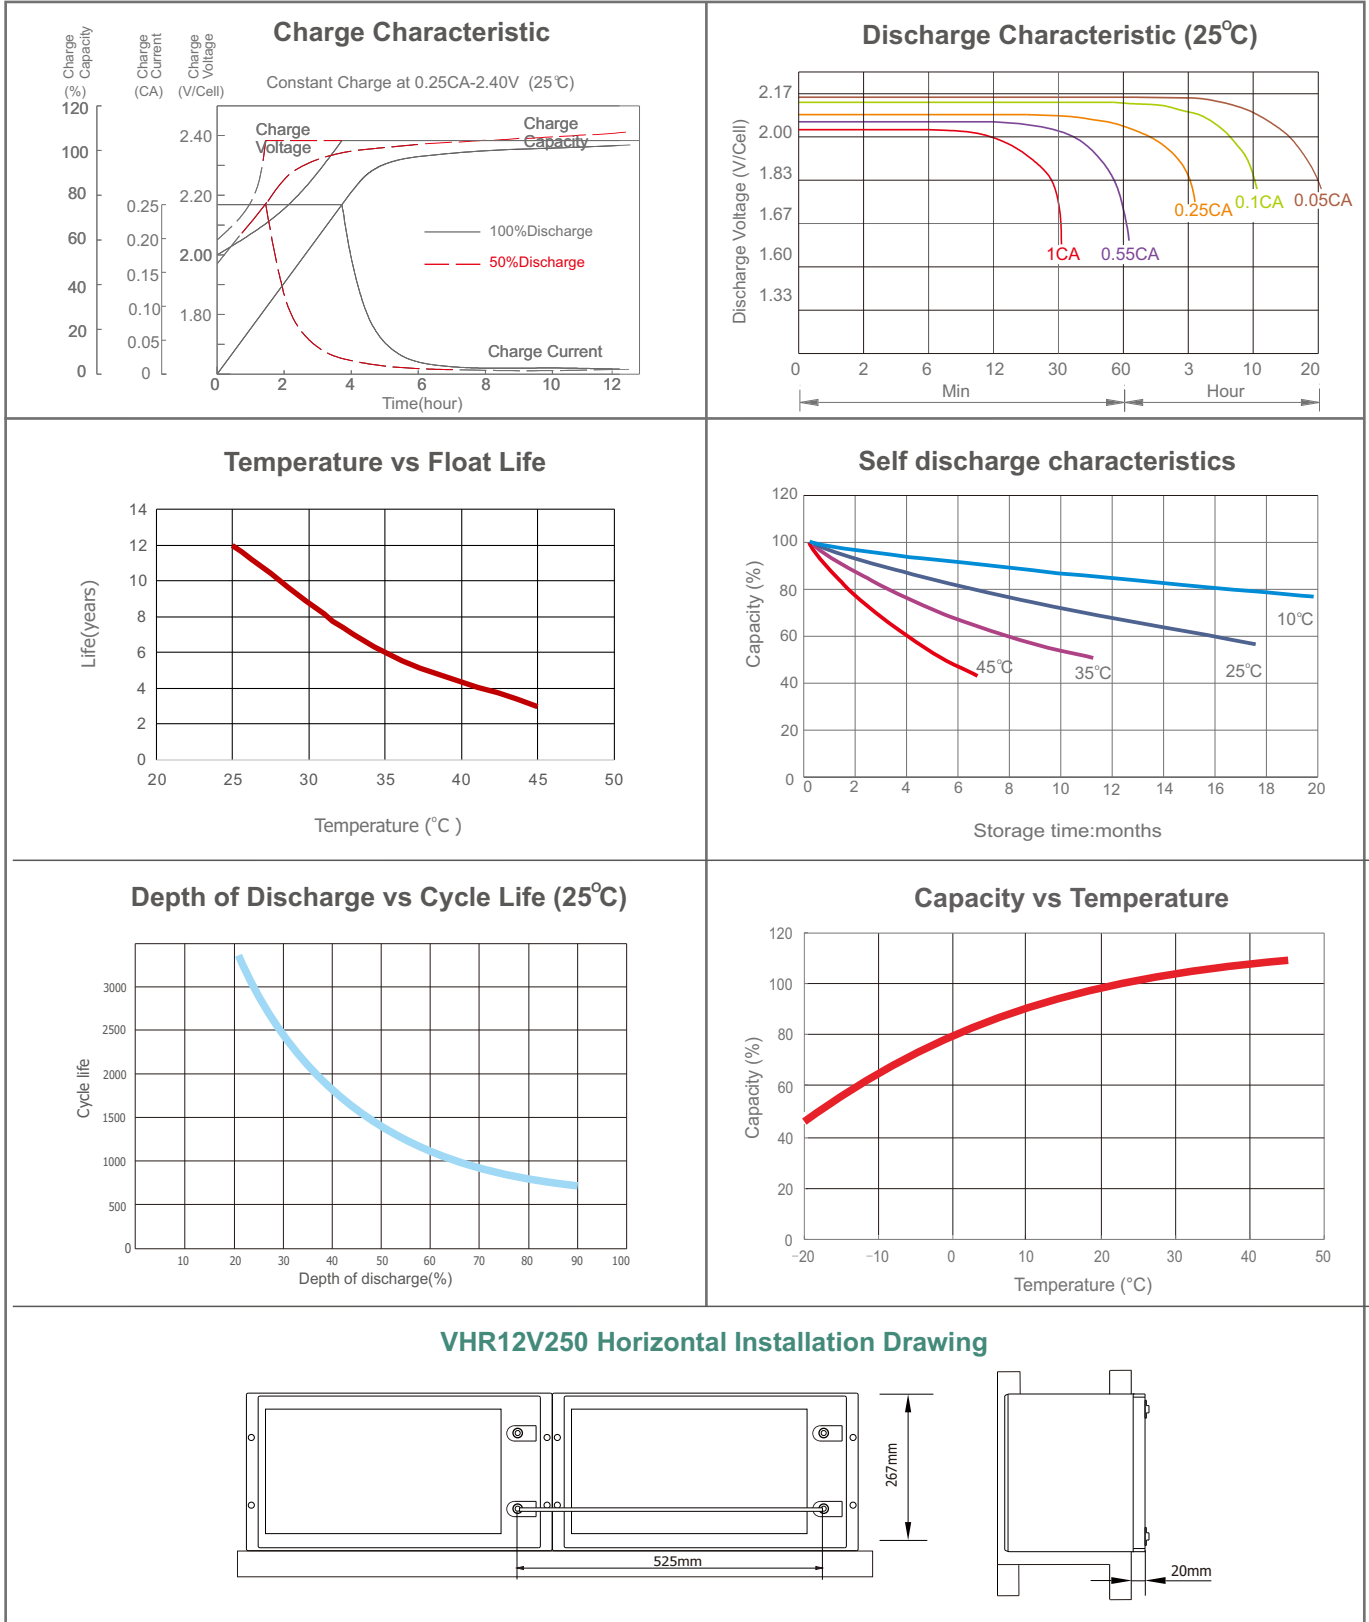 Charge Characteristic
Charge
Capacity
(%)
Charge
Current
(CA)
Charge
Voltage
(V/Cell)
Constant Charge at 0.25CA-2.40V (25℃)
120
100
80
60
40
20
0
0.25
0.20
0.15
0.10
0.05
0
2.40
2.20
2.00
1.80
Charge
Voltage
Charge
Capacity
100%Discharge
50%Discharge
Charge Current
0 2 4 6 8 10 12
Time(hour)
Discharge Characteristic (25°C)
Discharge Voltage (V/Cell)
2.17
2.00
1.83
1.67
1.60
1.33
1CA
0.55CA
0.25CA
0.1CA
0.05CA
0 2 6 12 30 60 3 10 20
Min
Hour
Temperature vs Float Life
Life(years)
14
12
10
8
6
4
2
0
20 25 30 35 40 45 50
Temperature (°C )
Self discharge characteristics
Capacity (%)
120
100
80
60
40
20
0
10℃
25℃
35℃
45℃
0 2 4 6 8 10 12 14 16 18 20
Storage time:months
Depth of Discharge vs Cycle Life (25°C)
Cycle life
3000
2500
2000
1500
1000
500
0
10 20 30 40 50 60 70 80 90 100
Depth of discharge(%)
Capacity vs Temperature
Capacity (%)
120
100
80
60
40
20
0
-20 -10 0 10 20 30 40 50
Temperature (°C)
VHR12V250 Horizontal Installation Drawing
267mm
525mm
20mm